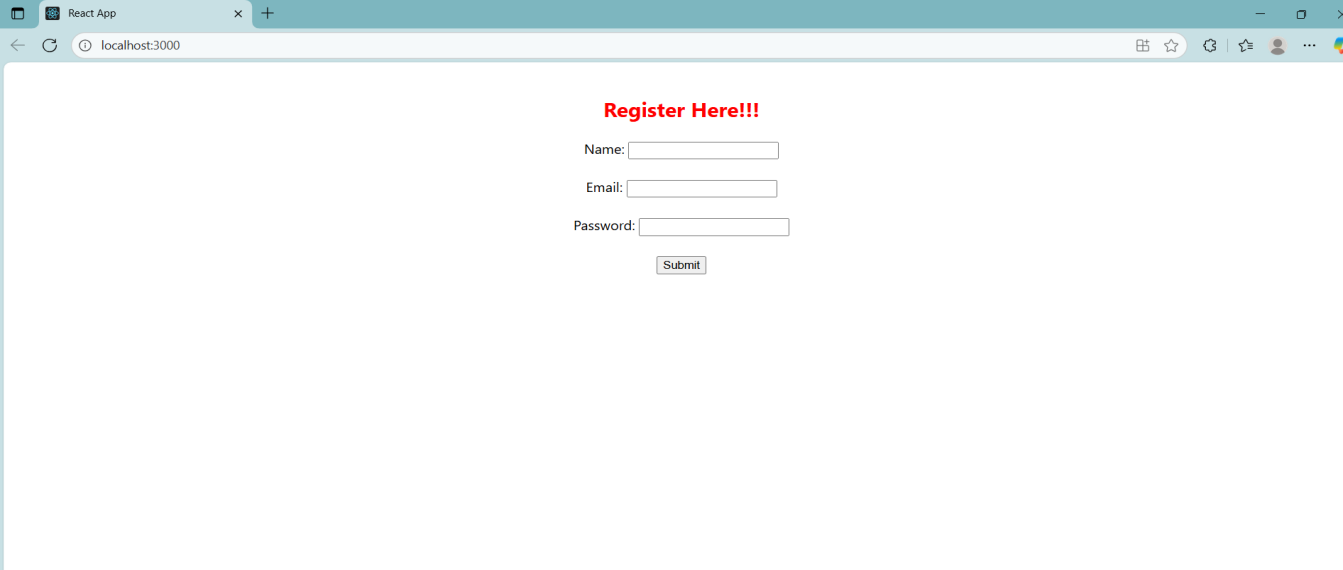 React App
localhost:3000
Register Here!!!
Name:
Email:
Password:
Submit